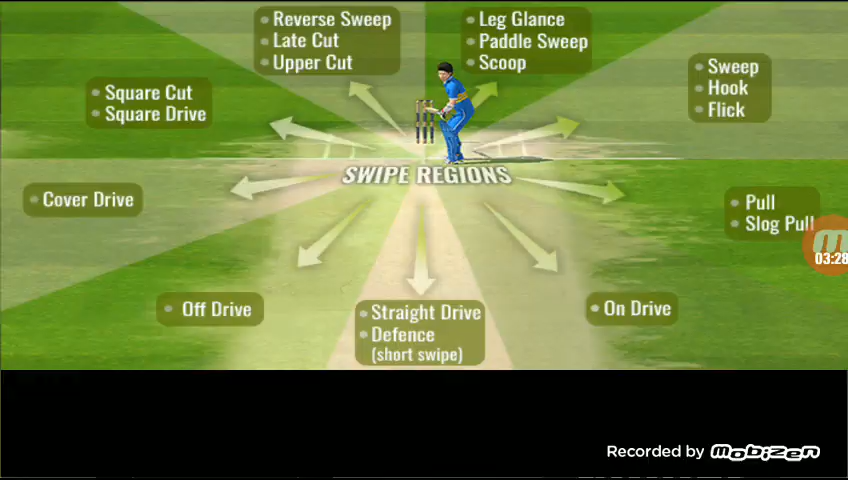 Reverse Sweep
Late Cut
Upper Cut
Leg Glance
Paddle Sweep
Scoop
Sweep
Hook
Flick
Square Cut
Square Drive
SWIPE REGIONS
Cover Drive
Pull
Slog Pull
03:28
Off Drive
Straight Drive
Defence
(short swipe)
On Drive
Recorded by mobizen